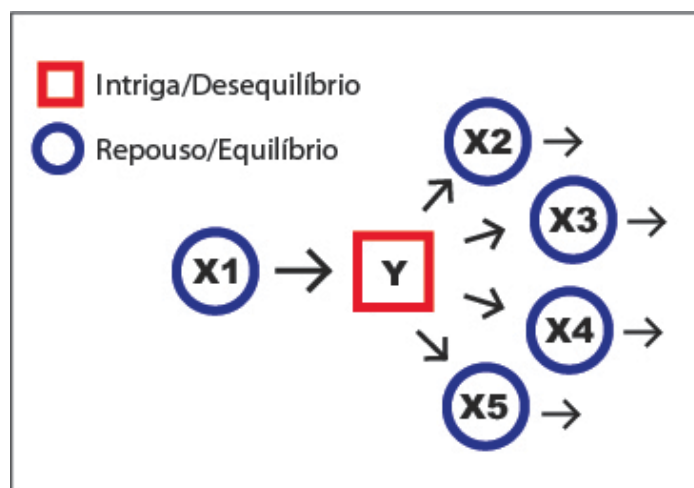 Intriga/Desequilíbrio
Repouso/Equilíbrio
X2
X3
X1
Y
X4
X5